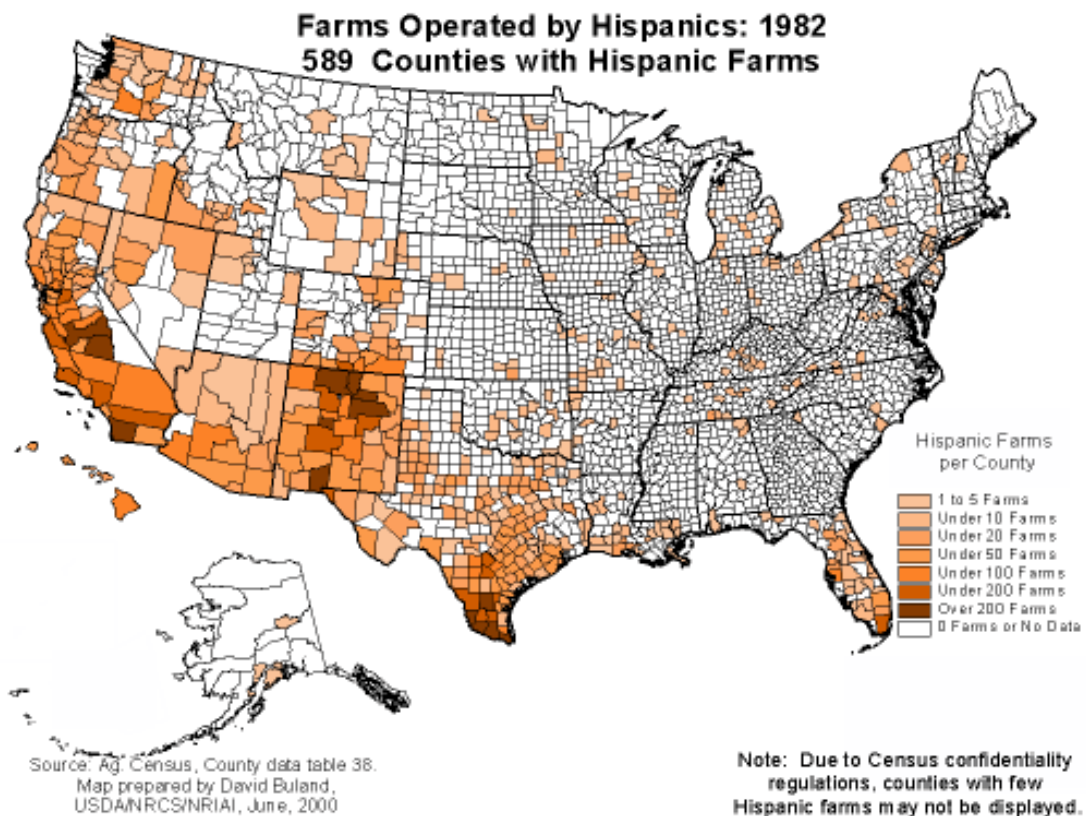 Farms Operated by Hispanics: 1982
589 Counties with Hispanic Farms
Hispanic Farms
per County
1 to 5 Farms
Under 10 Farms
Under 20 Farms
Under 50 Farms
Under 100 Farms
Under 200 Farms
Over 200 Farms
0 Farms or No Data
Source: Ag. Census, County data table 38.
Map prepared by David Buland,
USDA/NRCS/NRIAI, June, 2000
Note: Due to Census confidentiality
regulations, counties with few
Hispanic farms may not be displayed.